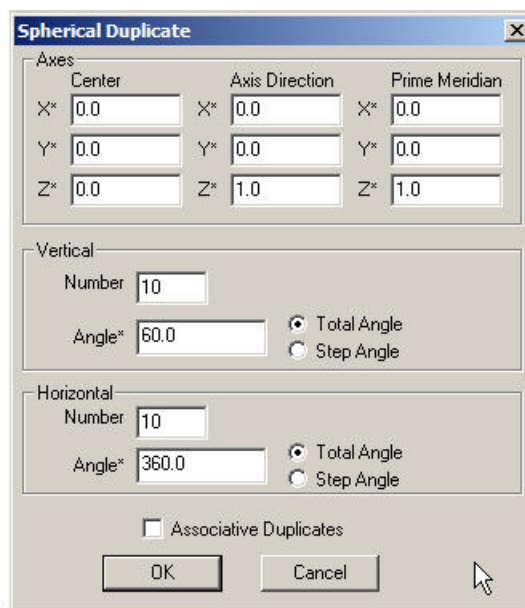 Spherical Duplicate
Axes
Center Axis Direction Prime Meridian
X* 0.0 X* 0.0 X* 0.0
Y* 0.0 Y* 0.0 Y* 0.0
Z* 0.0 Z* 1.0 Z* 1.0
Vertical
Number 10
Angle* 60.0 Total Angle
Step Angle
Horizontal
Number 10
Angle* 360.0 Total Angle
Step Angle
Associative Duplicates
OK Cancel